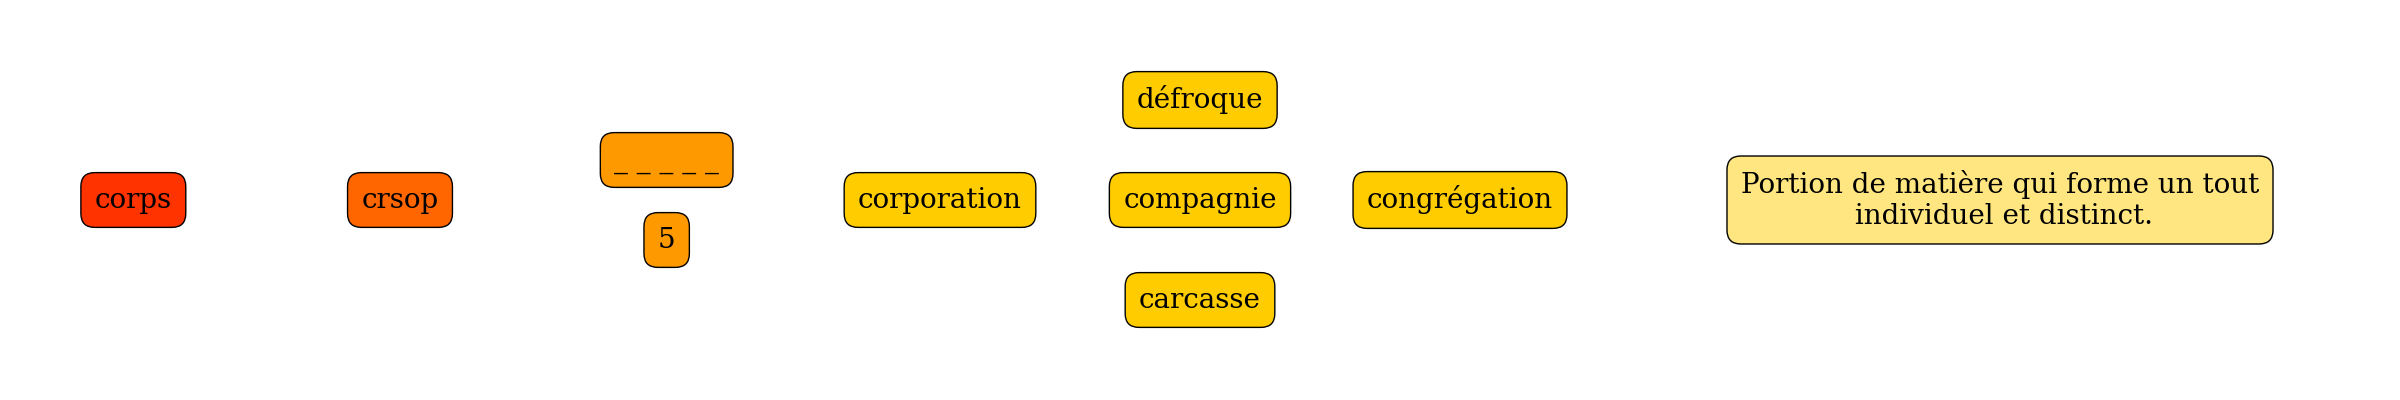 corps
crsop
_ _ _ _ _
5
corporation
défroque
compagnie
carcasse
congrégation
Portion de matière qui forme un tout
individuel et distinct.